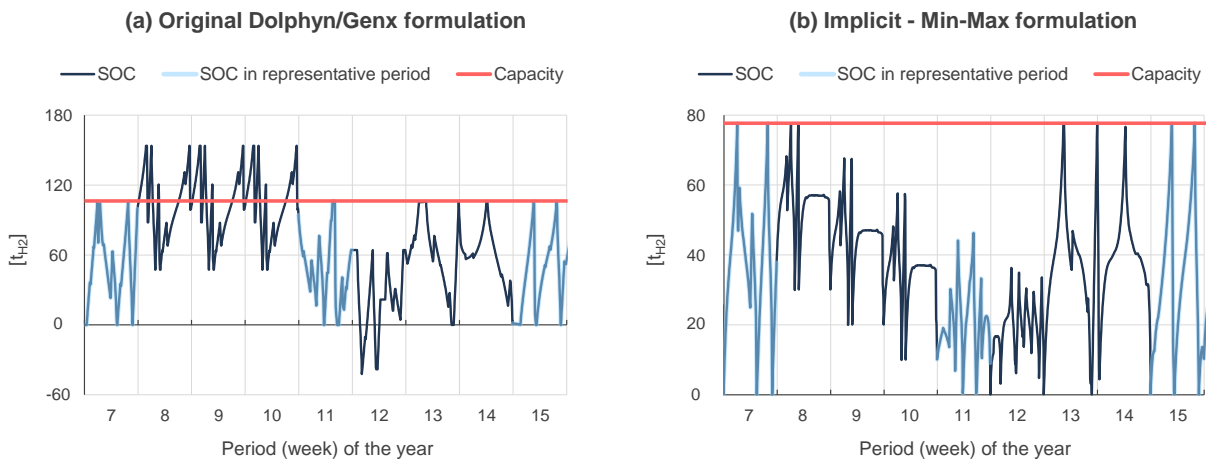 (a) Original Dolphyn/Genx formulation
SOC SOC in representative period Capacity
180
120
60
0
-60
[t_H2]
7 8 9 10 11 12 13 14 15
Period (week) of the year
(b) Implicit - Min-Max formulation
SOC SOC in representative period Capacity
80
60
40
20
0
[t_H2]
7 8 9 10 11 12 13 14 15
Period (week) of the year